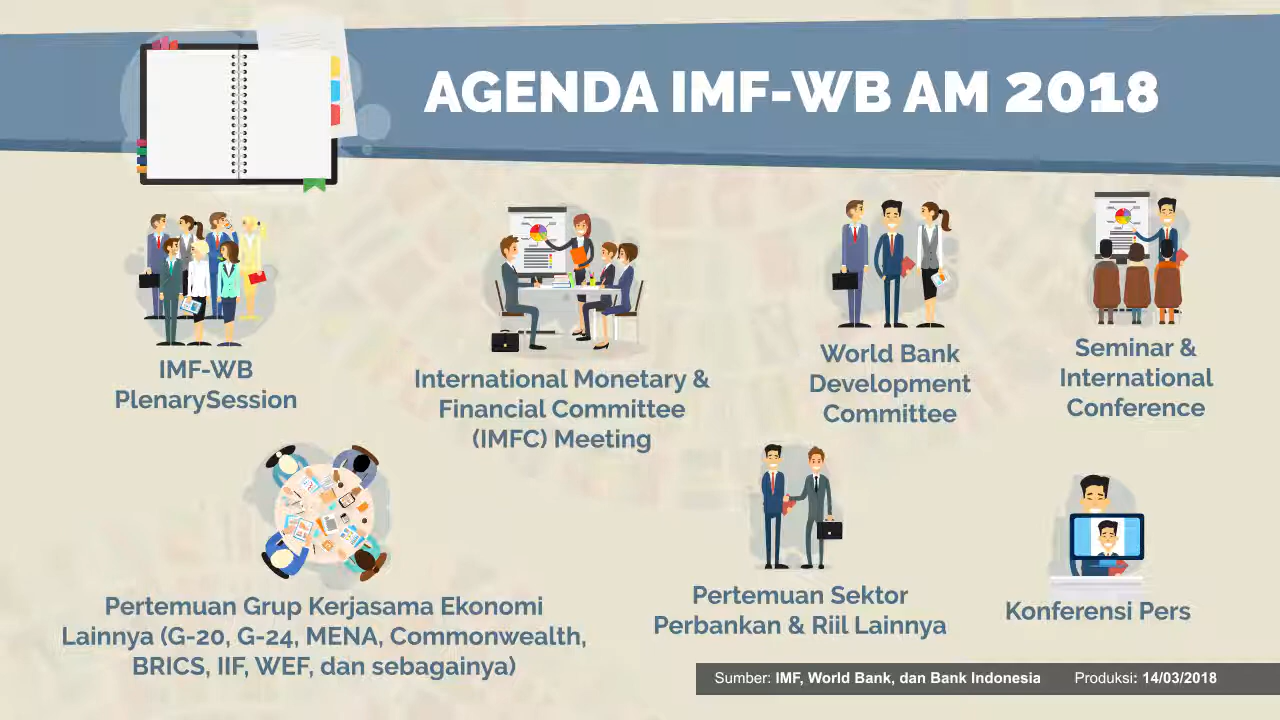 AGENDA IMF-WB AM 2018
IMF-WB
PlenarySession
International Monetary &
Financial Committee
(IMFC) Meeting
World Bank
Development
Committee
Seminar &
International
Conference
Pertemuan Grup Kerjasama Ekonomi
Lainnya (G-20, G-24, MENA, Commonwealth,
BRICS, IIF, WEF, dan sebagainya)
Pertemuan Sektor
Perbankan & Riil Lainnya
Konferensi Pers
Sumber: IMF, World Bank, dan Bank Indonesia Produksi: 14/03/2018